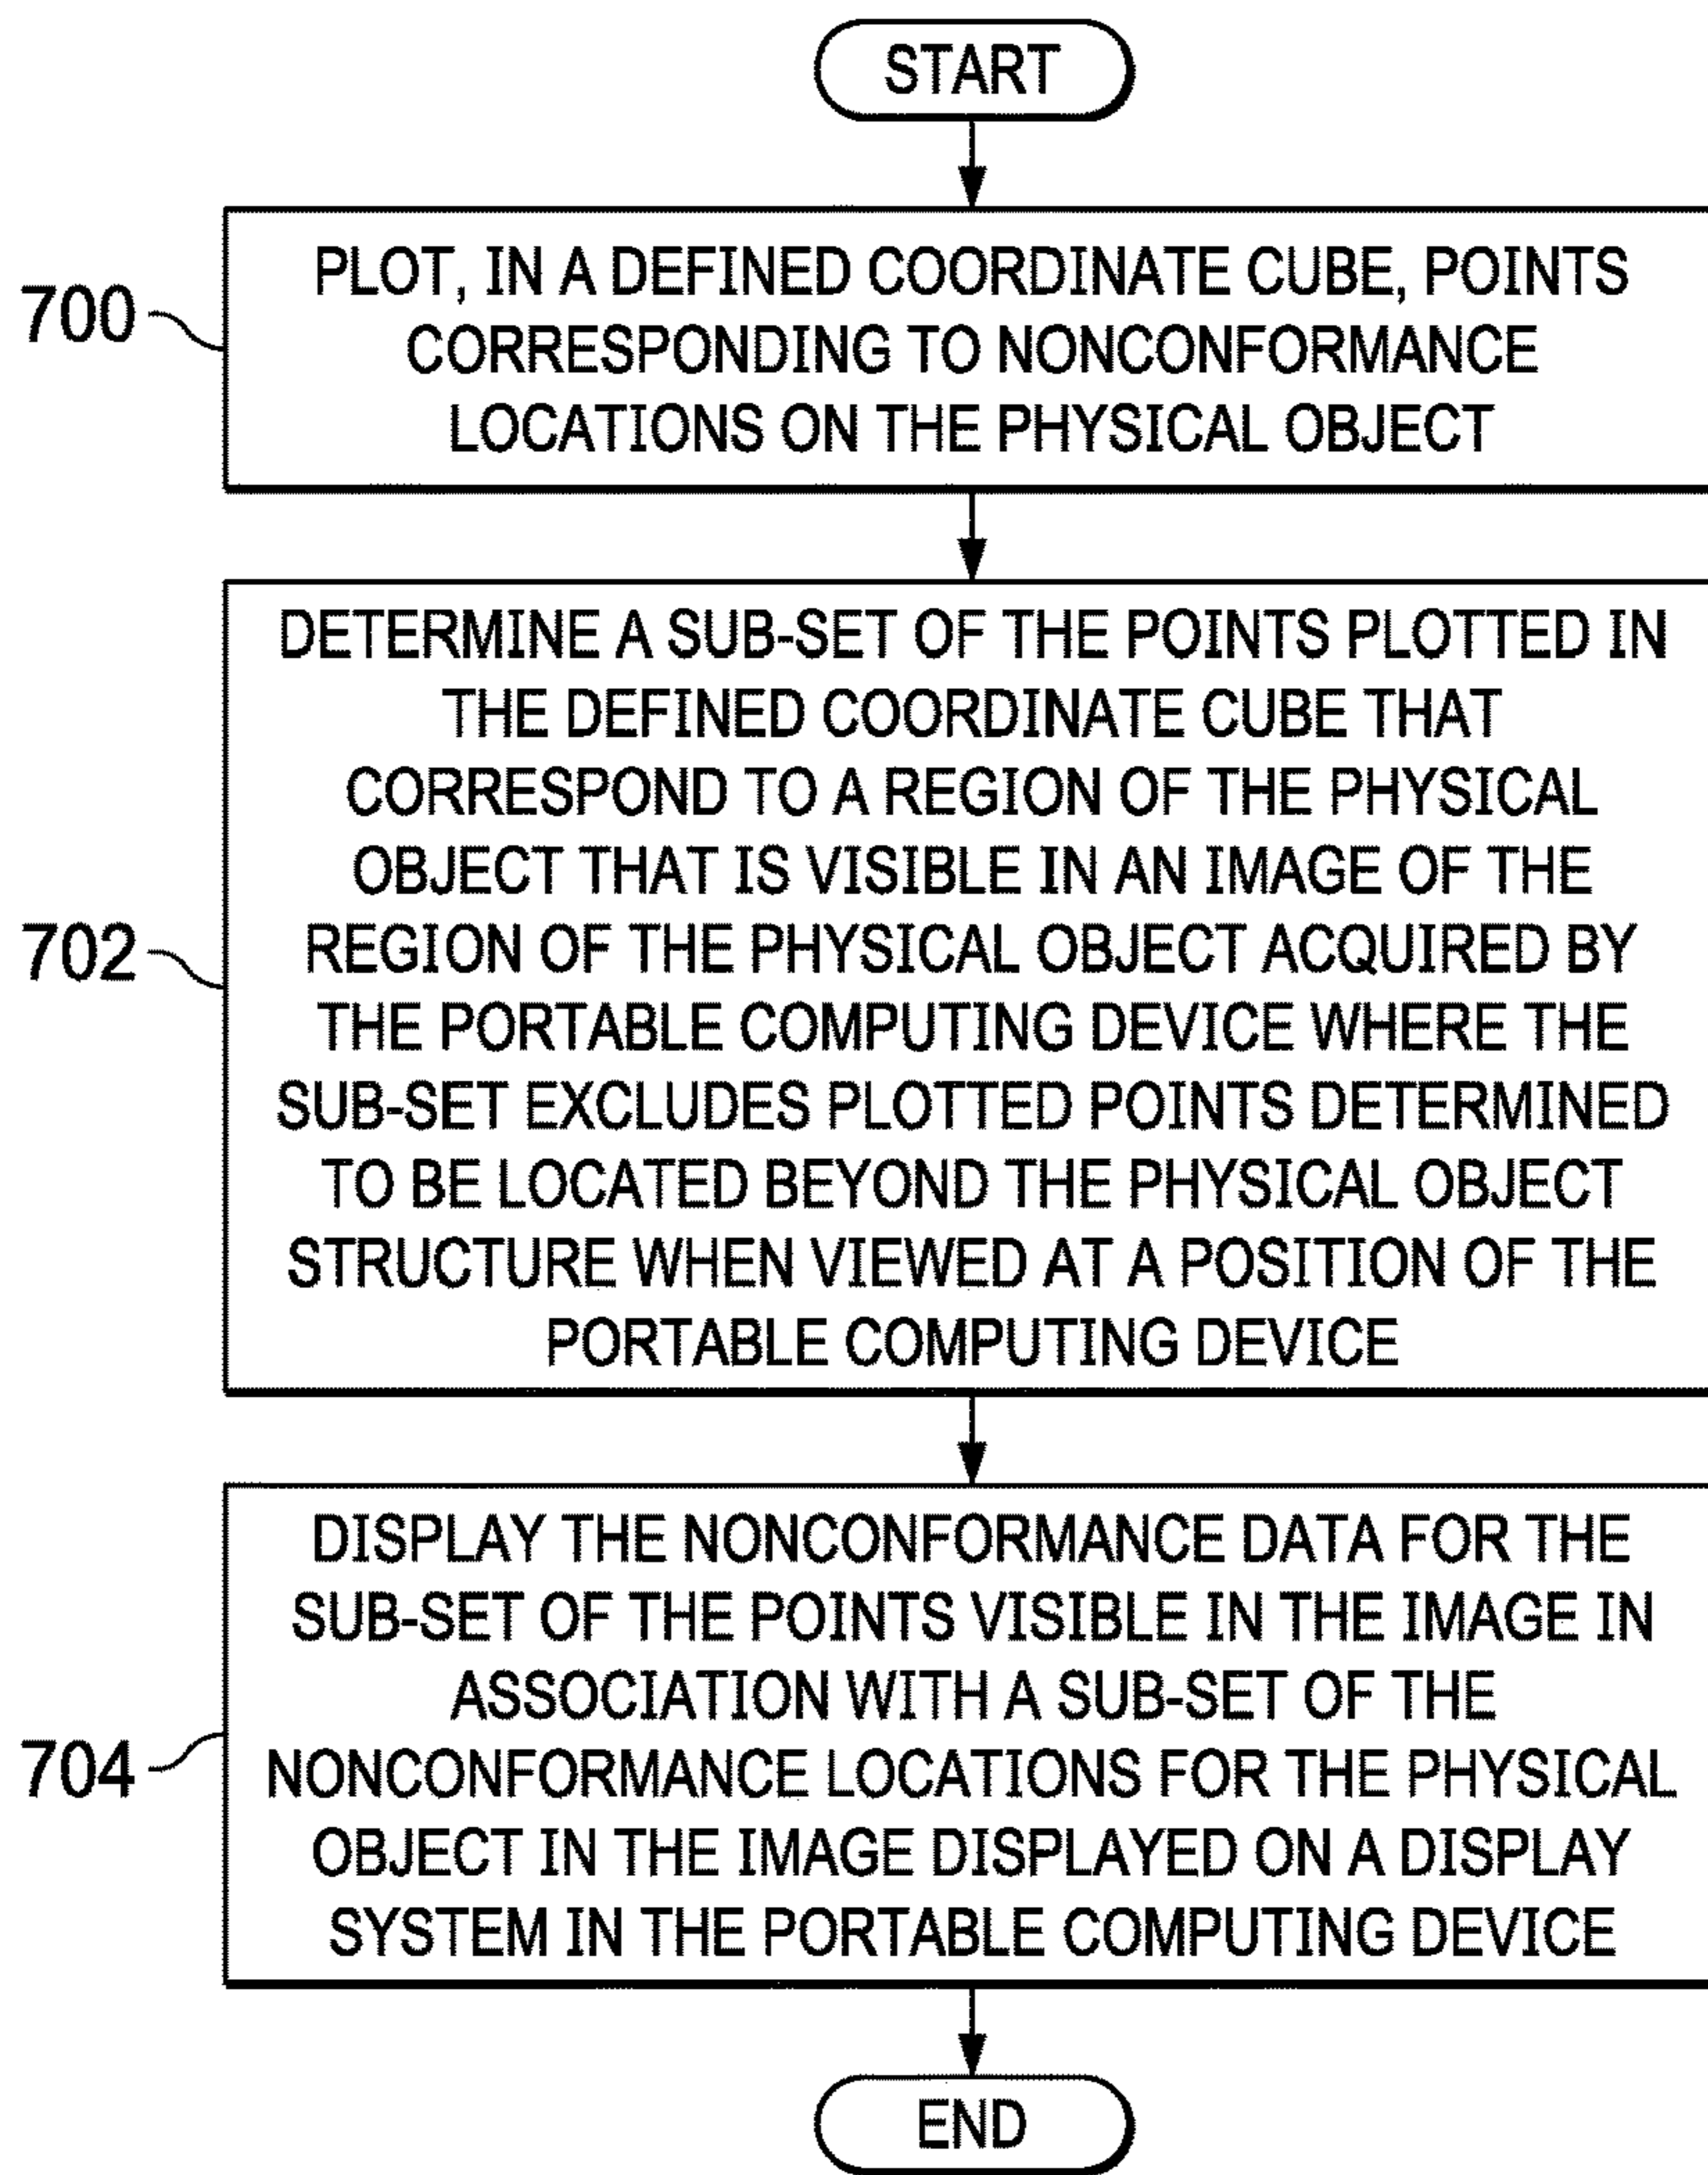 START
700
PLOT, IN A DEFINED COORDINATE CUBE, POINTS
CORRESPONDING TO NONCONFORMANCE
LOCATIONS ON THE PHYSICAL OBJECT
702
DETERMINE A SUB-SET OF THE POINTS PLOTTED IN
THE DEFINED COORDINATE CUBE THAT
CORRESPOND TO A REGION OF THE PHYSICAL
OBJECT THAT IS VISIBLE IN AN IMAGE OF THE
REGION OF THE PHYSICAL OBJECT ACQUIRED BY
THE PORTABLE COMPUTING DEVICE WHERE THE
SUB-SET EXCLUDES PLOTTED POINTS DETERMINED
TO BE LOCATED BEYOND THE PHYSICAL OBJECT
STRUCTURE WHEN VIEWED AT A POSITION OF THE
PORTABLE COMPUTING DEVICE
704
DISPLAY THE NONCONFORMANCE DATA FOR THE
SUB-SET OF THE POINTS VISIBLE IN THE IMAGE IN
ASSOCIATION WITH A SUB-SET OF THE
NONCONFORMANCE LOCATIONS FOR THE PHYSICAL
OBJECT IN THE IMAGE DISPLAYED ON A DISPLAY
SYSTEM IN THE PORTABLE COMPUTING DEVICE
END